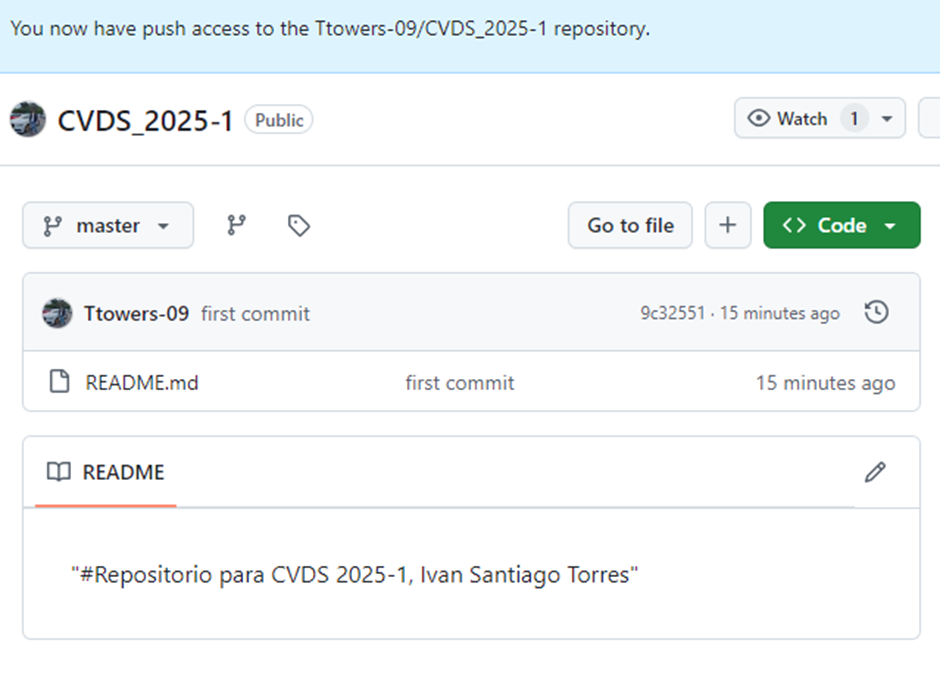 You now have push access to the Ttowers-09/CVDS_2025-1 repository.
CVDS_2025-1 Public
Watch 1
master
Go to file
Code
Ttowers-09 first commit 9c32551 · 15 minutes ago
README.md first commit 15 minutes ago
README
"#Repositorio para CVDS 2025-1, Ivan Santiago Torres"